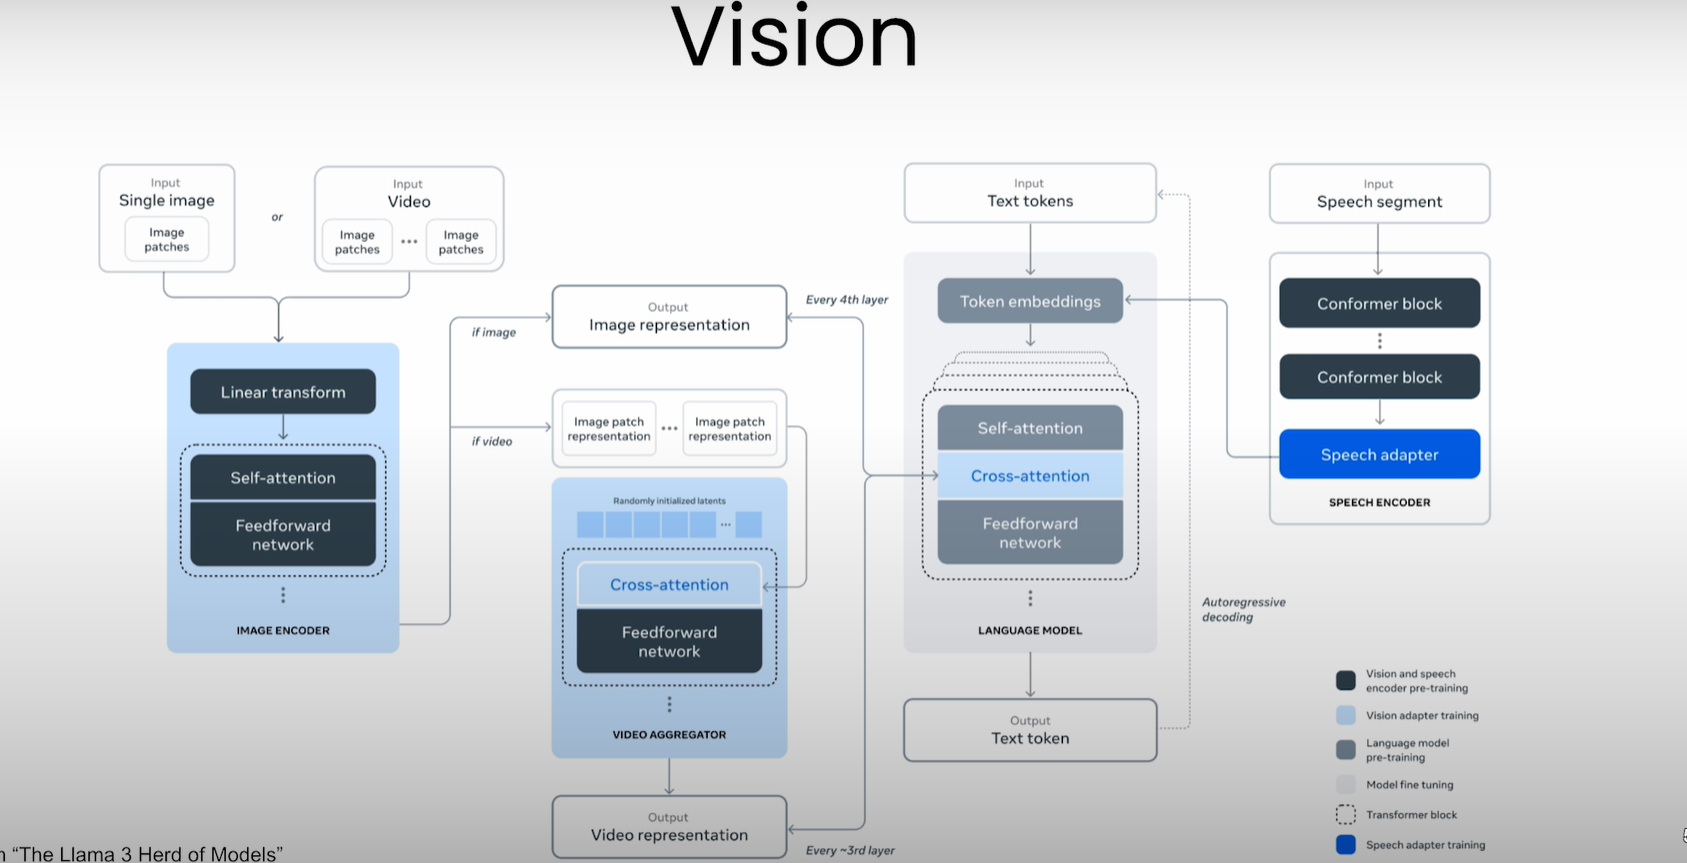 Vision
Input
Single image
Image
patches
or
Input
Video
Image
patches
...
Image
patches
Linear transform
Self-attention
Feedforward
network
IMAGE ENCODER
if image
if video
Output
Image representation
Image patch
representation
...
Image patch
representation
Randomly initialized latents
...
Cross-attention
Feedforward
network
VIDEO AGGREGATOR
Output
Video representation
Every 4th layer
Every ~3rd layer
Input
Text tokens
Token embeddings
Self-attention
Cross-attention
Feedforward
network
LANGUAGE MODEL
Output
Text token
Autoregressive
decoding
Input
Speech segment
Conformer block
Conformer block
Speech adapter
SPEECH ENCODER
Vision and speech
encoder pre-training
Vision adapter training
Language model
pre-training
Model fine tuning
Transformer block
Speech adapter training
"The Llama 3 Herd of Models"